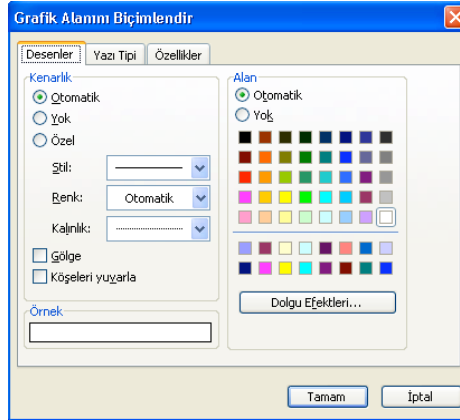 Grafik Alanını Biçimlendir
Desenler Yazı Tipi Özellikler
Kenarlık
Otomatik
Yok
Özel
Stil:
Renk: Otomatik
Kalınlık:
Gölge
Köşeleri yuvarla
Örnek
Alan
Otomatik
Yok
Dolgu Efektleri...
Tamam İptal